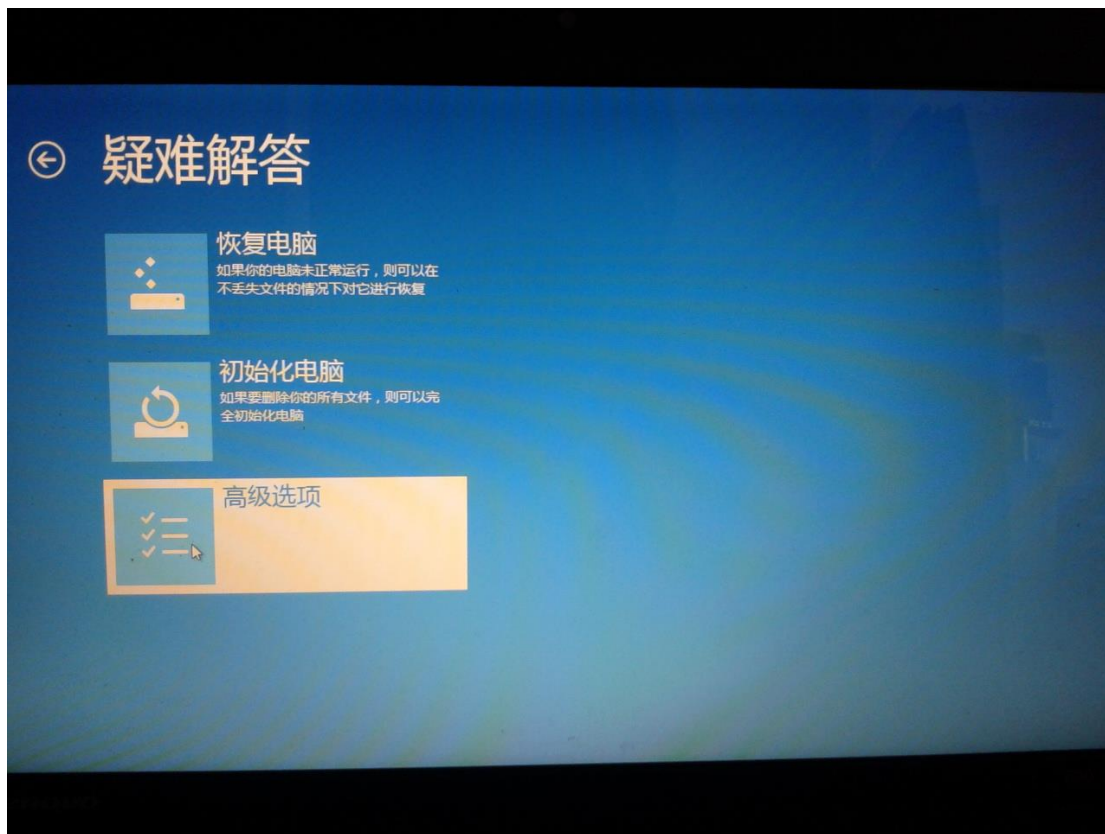 疑难解答
恢复电脑
如果你的电脑未正常运行，则可以在
不丢失文件的情况下对它进行恢复
初始化电脑
如果要删除你的所有文件，则可以完
全初始化电脑
高级选项